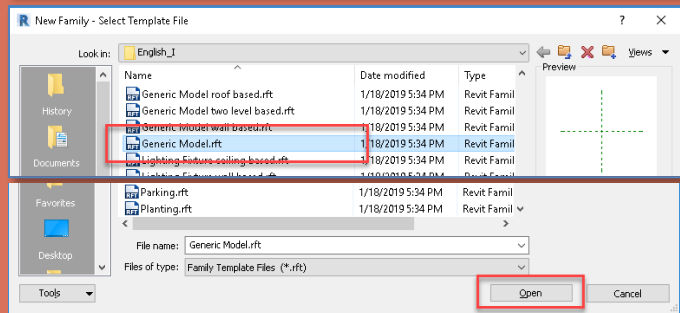 New Family - Select Template File
Look in: English_I Views
Name Date modified Type Preview
Generic Model roof based.rft 1/18/2019 5:34 PM Revit Famil
Generic Model two level based.rft 1/18/2019 5:34 PM Revit Famil
Generic Model wall based.rft 1/18/2019 5:34 PM Revit Famil
Generic Model.rft 1/18/2019 5:34 PM Revit Famil
Lighting Fixture ceiling based.rft 1/18/2019 5:34 PM Revit Famil
Lighting Fixture wall based.rft 1/18/2019 5:34 PM Revit Famil
History
Documents
Parking.rft 1/18/2019 5:34 PM Revit Famil
Planting.rft 1/18/2019 5:34 PM Revit Famil
Favorites
Desktop
File name: Generic Model.rft
Files of type: Family Template Files (*.rft)
Tools Open Cancel